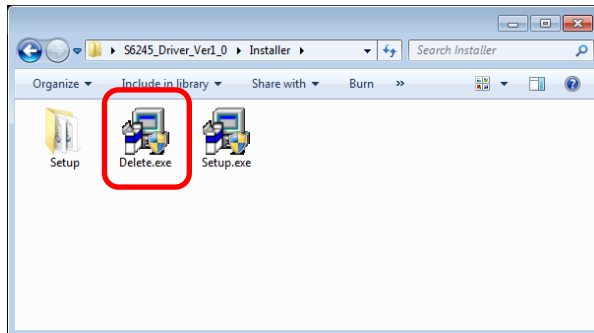 S6245_Driver_Ver1_0 Installer Search Installer
Organize Include in library Share with Burn »
Setup Delete.exe Setup.exe